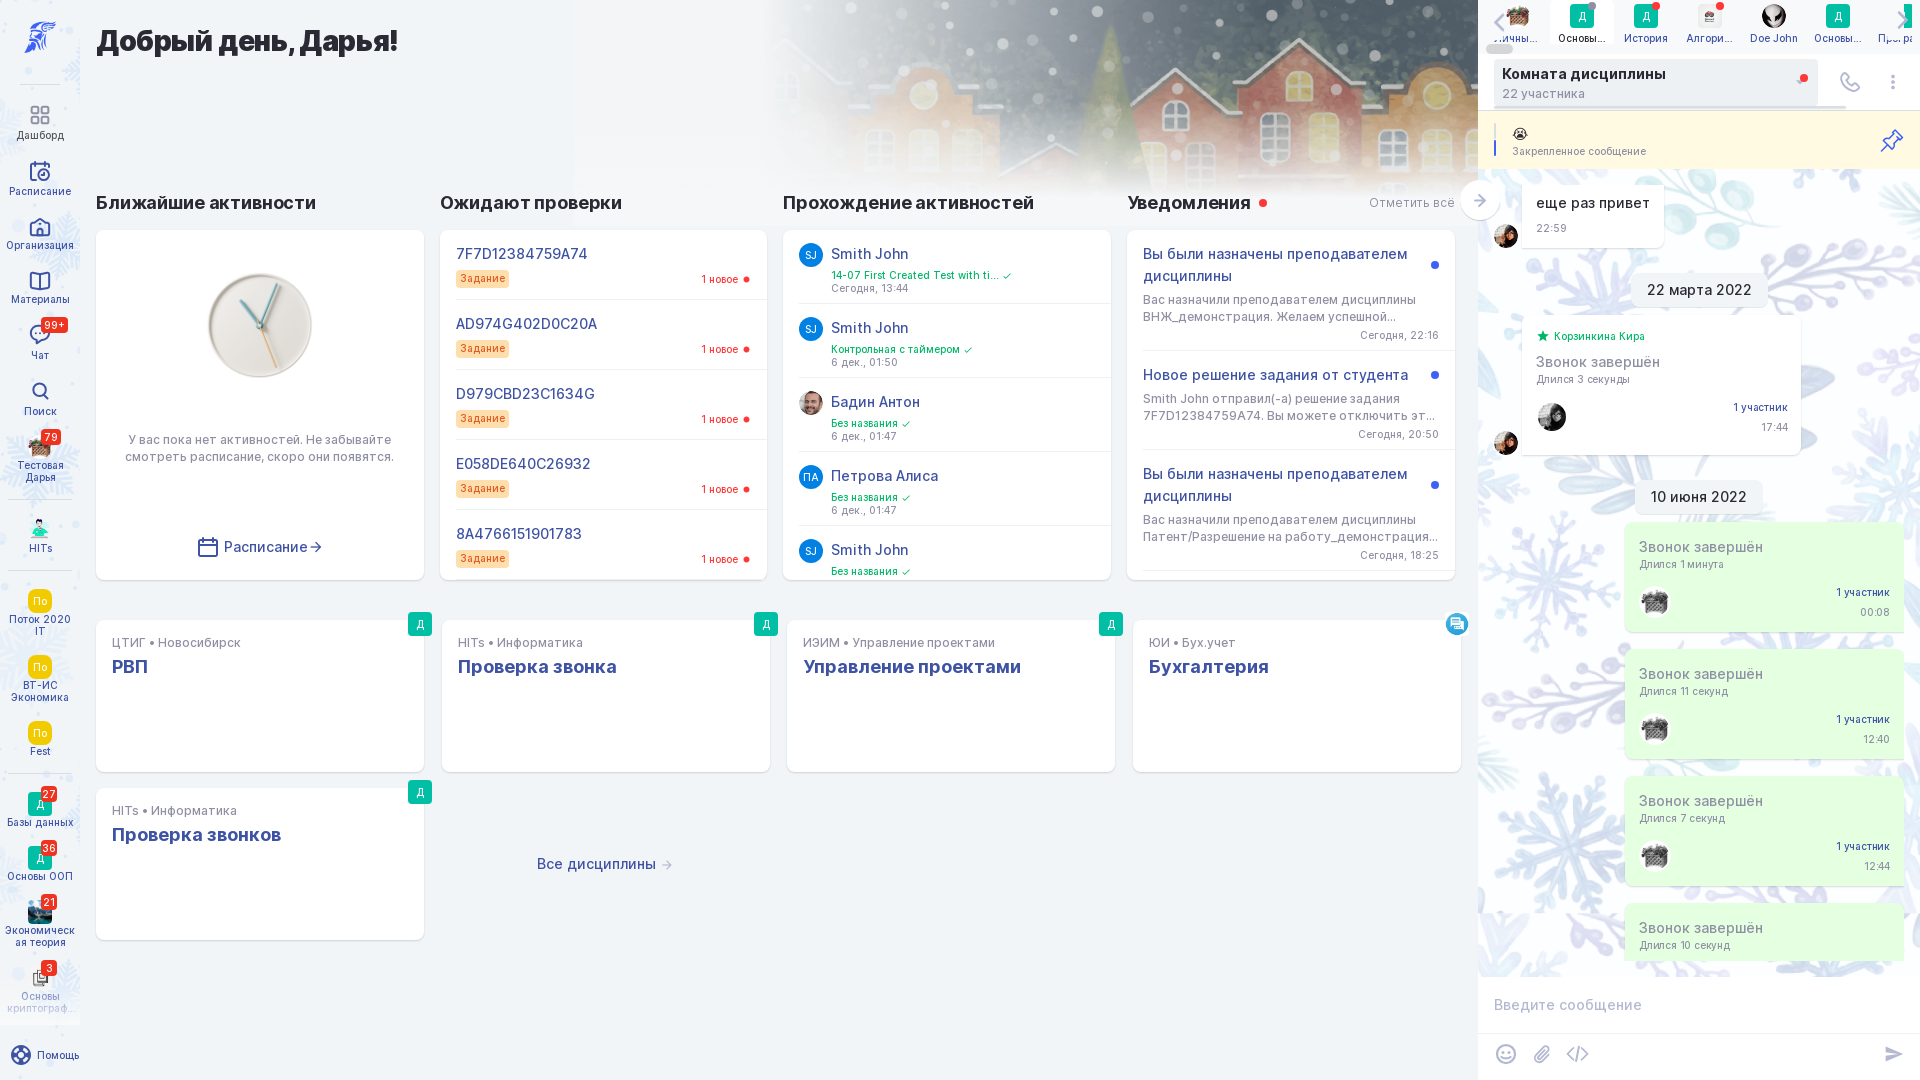 Дашборд
Расписание
Организация
Материалы
99+
Чат
Поиск
79
Тестовая
Дарья
HITs
По
Поток 2020
IT
По
ВТ-ИС
Экономика
По
Fest
27
Д
Базы данных
36
Д
Основы ООП
21
Экономическ
ая теория
3
Основы
криптограф...
Помощь
Добрый день, Дарья!
Ближайшие активности
У вас пока нет активностей. Не забывайте
смотреть расписание, скоро они появятся.
Расписание
Ожидают проверки
7F7D12384759A74
Задание
1 новое
AD974G402D0C20A
Задание
1 новое
D979CBD23C1634G
Задание
1 новое
E058DE640C26932
Задание
1 новое
8A4766151901783
Задание
1 новое
Прохождение активностей
SJ
Smith John
14-07 First Created Test with ti...
Сегодня, 13:44
SJ
Smith John
Контрольная с таймером
6 дек., 01:50
Бадин Антон
Без названия
6 дек., 01:47
ПА
Петрова Алиса
Без названия
6 дек., 01:47
SJ
Smith John
Без названия
Уведомления
Отметить всё
Вы были назначены преподавателем
дисциплины
Вас назначили преподавателем дисциплины
ВНЖ_демонстрация. Желаем успешной...
Сегодня, 22:16
Новое решение задания от студента
Smith John отправил(-а) решение задания
7F7D12384759A74. Вы можете отключить эт...
Сегодня, 20:50
Вы были назначены преподавателем
дисциплины
Вас назначили преподавателем дисциплины
Патент/Разрешение на работу_демонстрация...
Сегодня, 18:25
Д
ЦТИГ • Новосибирск
РВП
Д
HITs • Информатика
Проверка звонка
Д
ИЭИМ • Управление проектами
Управление проектами
ЮИ • Бух.учет
Бухгалтерия
Д
HITs • Информатика
Проверка звонков
Все дисциплины
Личны...
Д
Основы...
Д
История
Алгори...
Doe John
Д
Основы...
Програ
Комната дисциплины
22 участника
Закрепленное сообщение
еще раз привет
22:59
22 марта 2022
Корзинкина Кира
Звонок завершён
Длился 3 секунды
1 участник
17:44
10 июня 2022
Звонок завершён
Длился 1 минута
1 участник
00:08
Звонок завершён
Длился 11 секунд
1 участник
12:40
Звонок завершён
Длился 7 секунд
1 участник
12:44
Звонок завершён
Длился 10 секунд
Введите сообщение